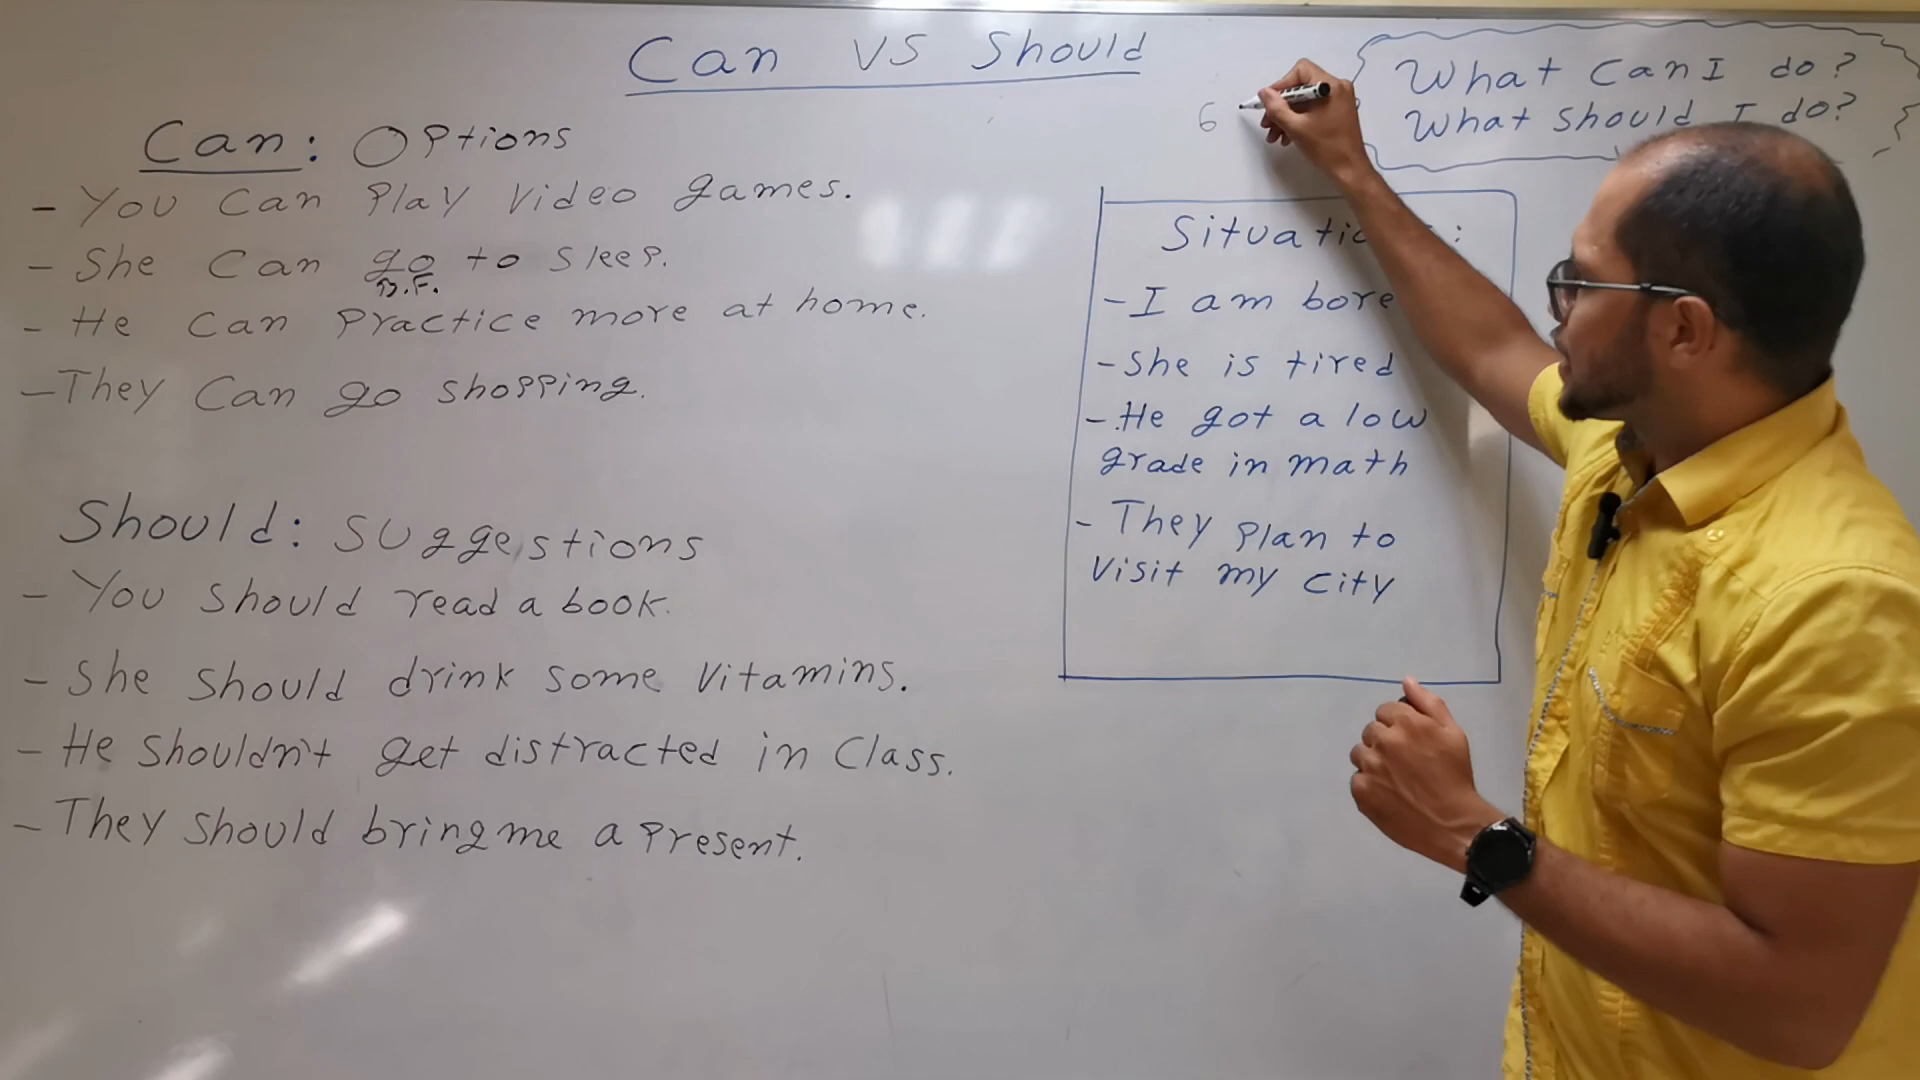 Can VS Should
What Can I do?
What should I do?
6
Can: Options
- You Can Play Video games.
- She Can go to Sleep.
B.F.
- He Can Practice more at home.
- They Can go shopping.
Should: Suggestions
- You should read a book.
- She should drink some Vitamins.
- He shouldn't get distracted in Class.
- They should bring me a Present.
- I am bore
- She is tired
- He got a low
grade in math
- They Plan to
Visit my City